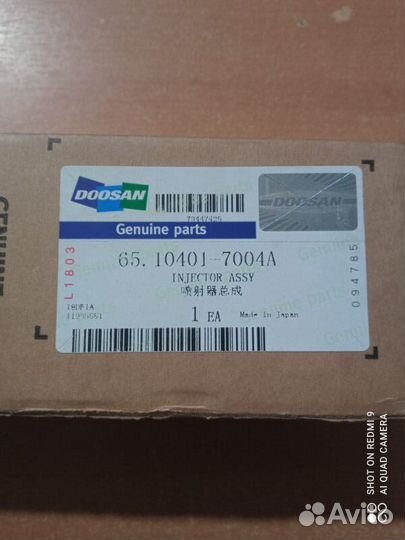 DOOSAN
73447425
DOOSAN
Genuine parts
65.10401-7004A
INJECTOR ASSY
喷射器总成
1 EA
Made in Japan
L1803
094785
SHOT ON REDMI 9
AI QUAD CAMERA
Avito